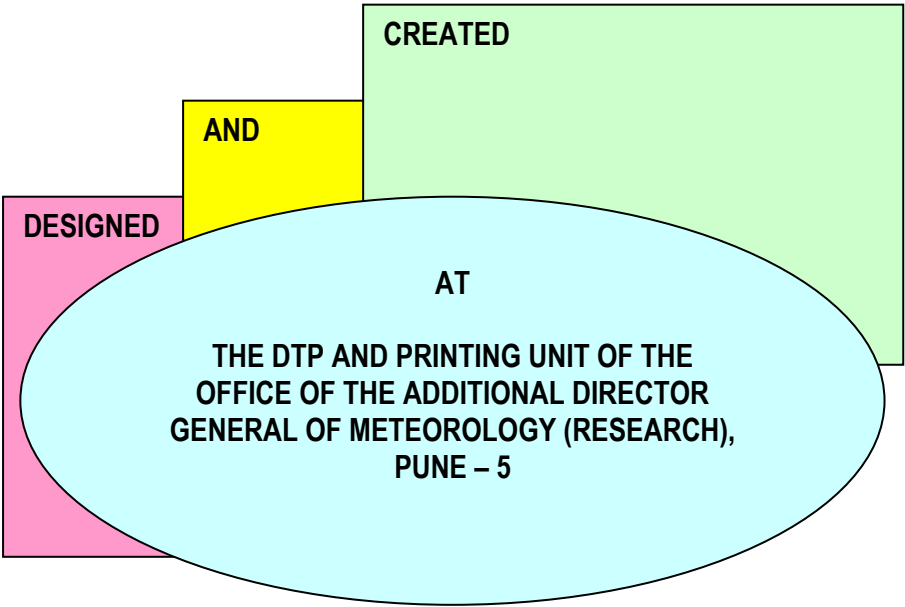 DESIGNED
AND
CREATED
AT
THE DTP AND PRINTING UNIT OF THE
OFFICE OF THE ADDITIONAL DIRECTOR
GENERAL OF METEOROLOGY (RESEARCH),
PUNE – 5